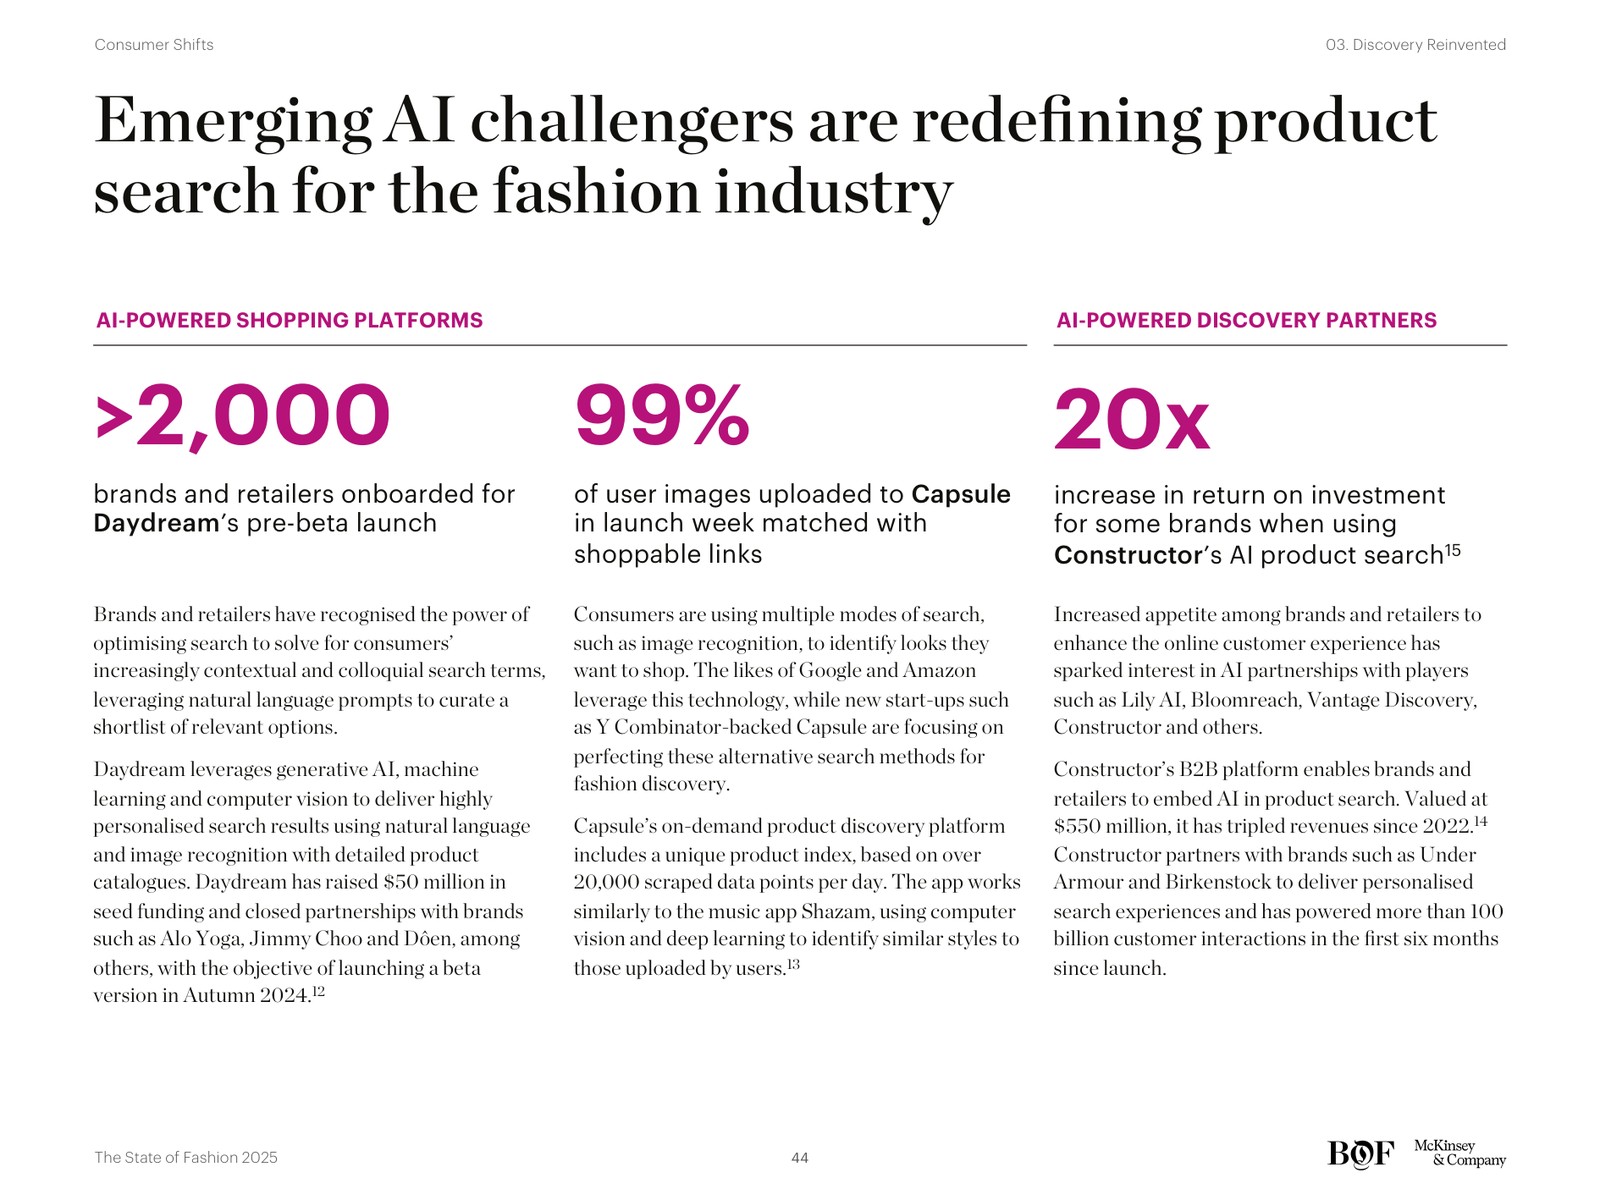 Consumer Shifts
03. Discovery Reinvented
Emerging AI challengers are redefining product
search for the fashion industry
AI-POWERED SHOPPING PLATFORMS
>2,000
brands and retailers onboarded for
Daydream’s pre-beta launch
Brands and retailers have recognised the power of
optimising search to solve for consumers’
increasingly contextual and colloquial search terms,
leveraging natural language prompts to curate a
shortlist of relevant options.
Daydream leverages generative AI, machine
learning and computer vision to deliver highly
personalised search results using natural language
and image recognition with detailed product
catalogues. Daydream has raised $50 million in
seed funding and closed partnerships with brands
such as Alo Yoga, Jimmy Choo and Dôen, among
others, with the objective of launching a beta
version in Autumn 2024.12
99%
of user images uploaded to Capsule
in launch week matched with
shoppable links
Consumers are using multiple modes of search,
such as image recognition, to identify looks they
want to shop. The likes of Google and Amazon
leverage this technology, while new start-ups such
as Y Combinator-backed Capsule are focusing on
perfecting these alternative search methods for
fashion discovery.
Capsule’s on-demand product discovery platform
includes a unique product index, based on over
20,000 scraped data points per day. The app works
similarly to the music app Shazam, using computer
vision and deep learning to identify similar styles to
those uploaded by users.13
AI-POWERED DISCOVERY PARTNERS
20x
increase in return on investment
for some brands when using
Constructor’s AI product search15
Increased appetite among brands and retailers to
enhance the online customer experience has
sparked interest in AI partnerships with players
such as Lily AI, Bloomreach, Vantage Discovery,
Constructor and others.
Constructor’s B2B platform enables brands and
retailers to embed AI in product search. Valued at
$550 million, it has tripled revenues since 2022.14
Constructor partners with brands such as Under
Armour and Birkenstock to deliver personalised
search experiences and has powered more than 100
billion customer interactions in the first six months
since launch.
The State of Fashion 2025
44
BOF
McKinsey
& Company